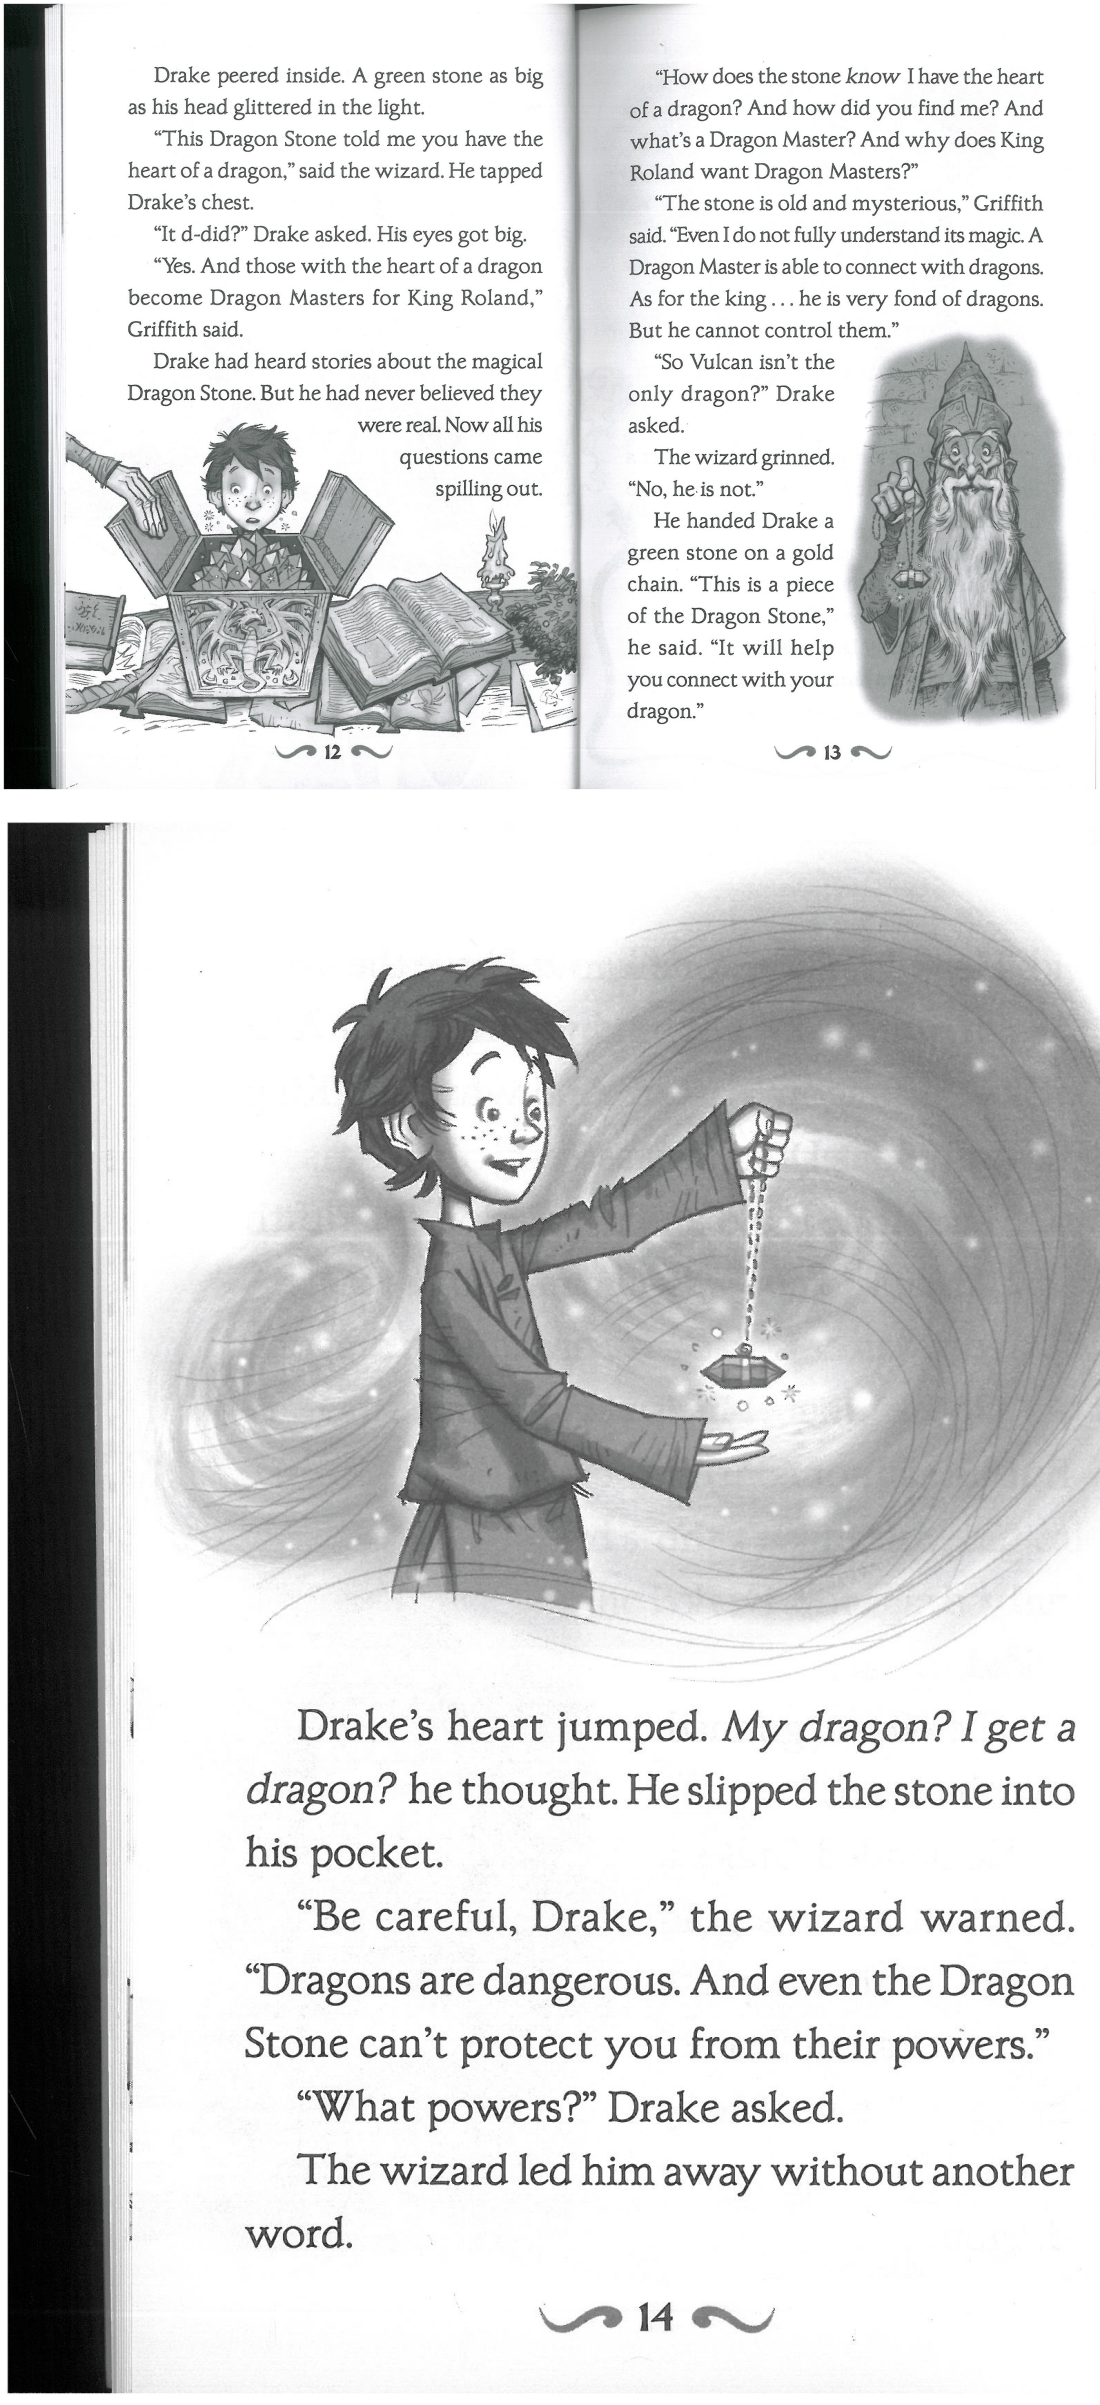 Drake peered inside. A green stone as big
as his head glittered in the light.
“This Dragon Stone told me you have the
heart of a dragon,” said the wizard. He tapped
Drake’s chest.
“It d-did?” Drake asked. His eyes got big.
“Yes. And those with the heart of a dragon
become Dragon Masters for King Roland,”
Griffith said.
Drake had heard stories about the magical
Dragon Stone. But he had never believed they
were real. Now all his
questions came
spilling out.
12
“How does the stone know I have the heart
of a dragon? And how did you find me? And
what’s a Dragon Master? And why does King
Roland want Dragon Masters?”
“The stone is old and mysterious,” Griffith
said. “Even I do not fully understand its magic. A
Dragon Master is able to connect with dragons.
As for the king . . . he is very fond of dragons.
But he cannot control them.”
“So Vulcan isn’t the
only dragon?” Drake
asked.
The wizard grinned.
“No, he is not.”
He handed Drake a
green stone on a gold
chain. “This is a piece
of the Dragon Stone,”
he said. “It will help
you connect with your
dragon.”
13
Drake’s heart jumped. My dragon? I get a
dragon? he thought. He slipped the stone into
his pocket.
“Be careful, Drake,” the wizard warned.
“Dragons are dangerous. And even the Dragon
Stone can’t protect you from their powers.”
“What powers?” Drake asked.
The wizard led him away without another
word.
14